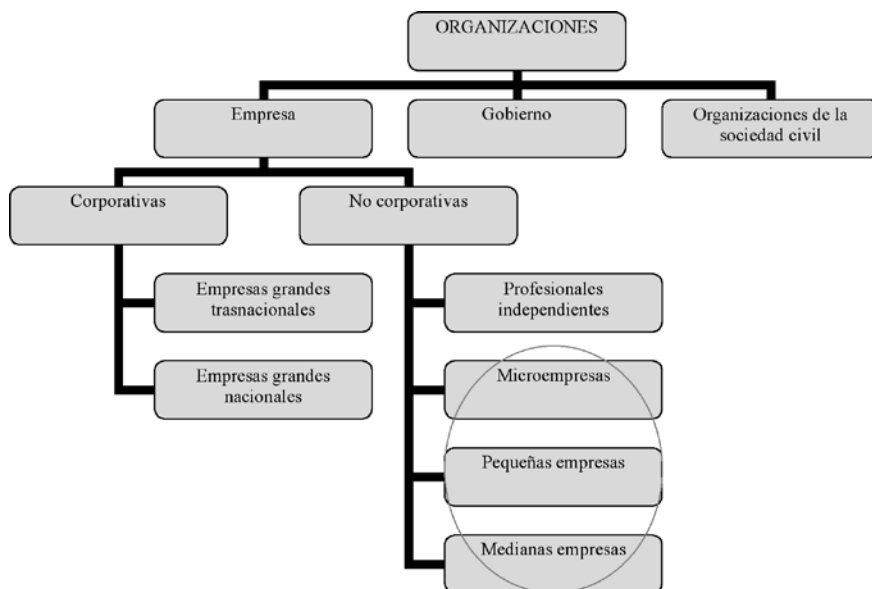 ORGANIZACIONES
Empresa
Gobierno
Organizaciones de la
sociedad civil
Corporativas
No corporativas
Empresas grandes
trasnacionales
Profesionales
independientes
Empresas grandes
nacionales
Microempresas
Pequeñas empresas
Medianas empresas